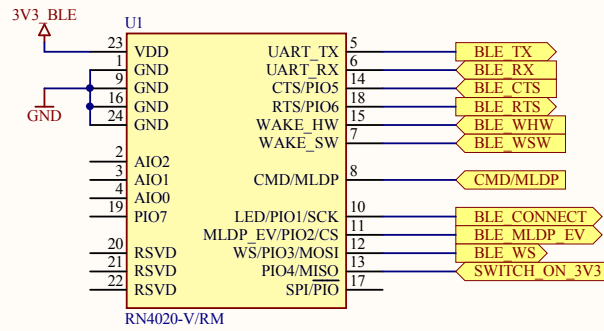 3V3_BLE
U1
23 VDD UART_TX 5 BLE_TX
1 GND UART_RX 6 BLE_RX
9 GND CTS/PIO5 14 BLE_CTS
16 GND RTS/PIO6 18 BLE_RTS
24 GND WAKE_HW 15 BLE_WHW
GND
WAKE_SW 7 BLE_WSW
2 AIO2
3 AIO1 CMD/MLDP 8 CMD/MLDP
4 AIO0
19 PIO7 LED/PIO1/SCK 10 BLE_CONNECT
MLDP_EV/PIO2/CS 11 BLE_MLDP_EV
20 RSVD WS/PIO3/MOSI 12 BLE_WS
21 RSVD PIO4/MISO 13 SWITCH_ON_3V3
22 RSVD SPI/PIO 17
RN4020-V/RM